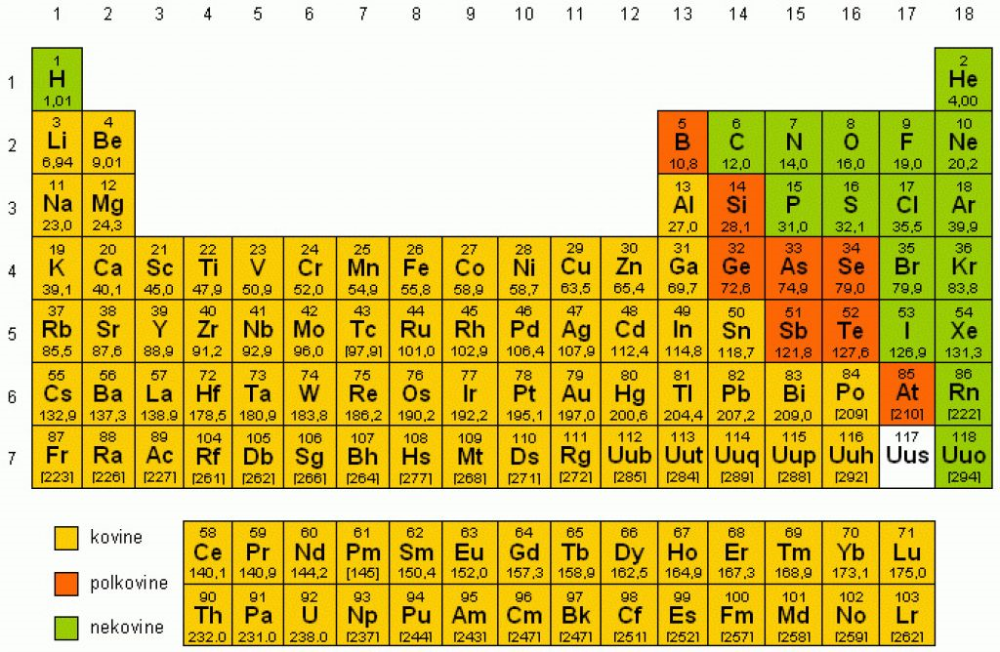 1 2 3 4 5 6 7 8 9 10 11 12 13 14 15 16 17 18
1 2
1 H He
1,01 4,00
3 4 5 6 7 8 9 10
2 Li Be B C N O F Ne
6,94 9,01 10,8 12,0 14,0 16,0 19,0 20,2
11 12 13 14 15 16 17 18
3 Na Mg Al Si P S Cl Ar
23,0 24,3 27,0 28,1 31,0 32,1 35,5 39,9
19 20 21 22 23 24 25 26 27 28 29 30 31 32 33 34 35 36
4 K Ca Sc Ti V Cr Mn Fe Co Ni Cu Zn Ga Ge As Se Br Kr
39,1 40,1 45,0 47,9 50,9 52,0 54,9 55,8 58,9 58,7 63,5 65,4 69,7 72,6 74,9 79,0 79,9 83,8
37 38 39 40 41 42 43 44 45 46 47 48 49 50 51 52 53 54
5 Rb Sr Y Zr Nb Mo Tc Ru Rh Pd Ag Cd In Sn Sb Te I Xe
85,5 87,6 88,9 91,2 92,9 96,0 [97,9] 101,0 102,9 106,4 107,9 112,4 114,8 118,7 121,8 127,6 126,9 131,3
55 56 57 72 73 74 75 76 77 78 79 80 81 82 83 84 85 86
6 Cs Ba La Hf Ta W Re Os Ir Pt Au Hg Tl Pb Bi Po At Rn
132,9 137,3 138,9 178,5 180,9 183,8 186,2 190,2 192,2 195,1 197,0 200,6 204,4 207,2 209,0 [209] [210] [222]
87 88 89 104 105 106 107 108 109 110 111 112 113 114 115 116 117 118
7 Fr Ra Ac Rf Db Sg Bh Hs Mt Ds Rg Uub Uut Uuq Uup Uuh Uus Uuo
[223] [226] [227] [261] [262] [266] [264] [277] [268] [271] [272] [285] [284] [289] [288] [292] [294]
kovine
polkovine
nekovine
58 59 60 61 62 63 64 65 66 67 68 69 70 71
Ce Pr Nd Pm Sm Eu Gd Tb Dy Ho Er Tm Yb Lu
140,1 140,9 144,2 [145] 150,4 152,0 157,3 158,9 162,5 164,9 167,3 168,9 173,1 175,0
90 91 92 93 94 95 96 97 98 99 100 101 102 103
Th Pa U Np Pu Am Cm Bk Cf Es Fm Md No Lr
232.0 231.0 238.0 [237] [244] [243] [247] [247] [251] [252] [257] [258] [259] [262]